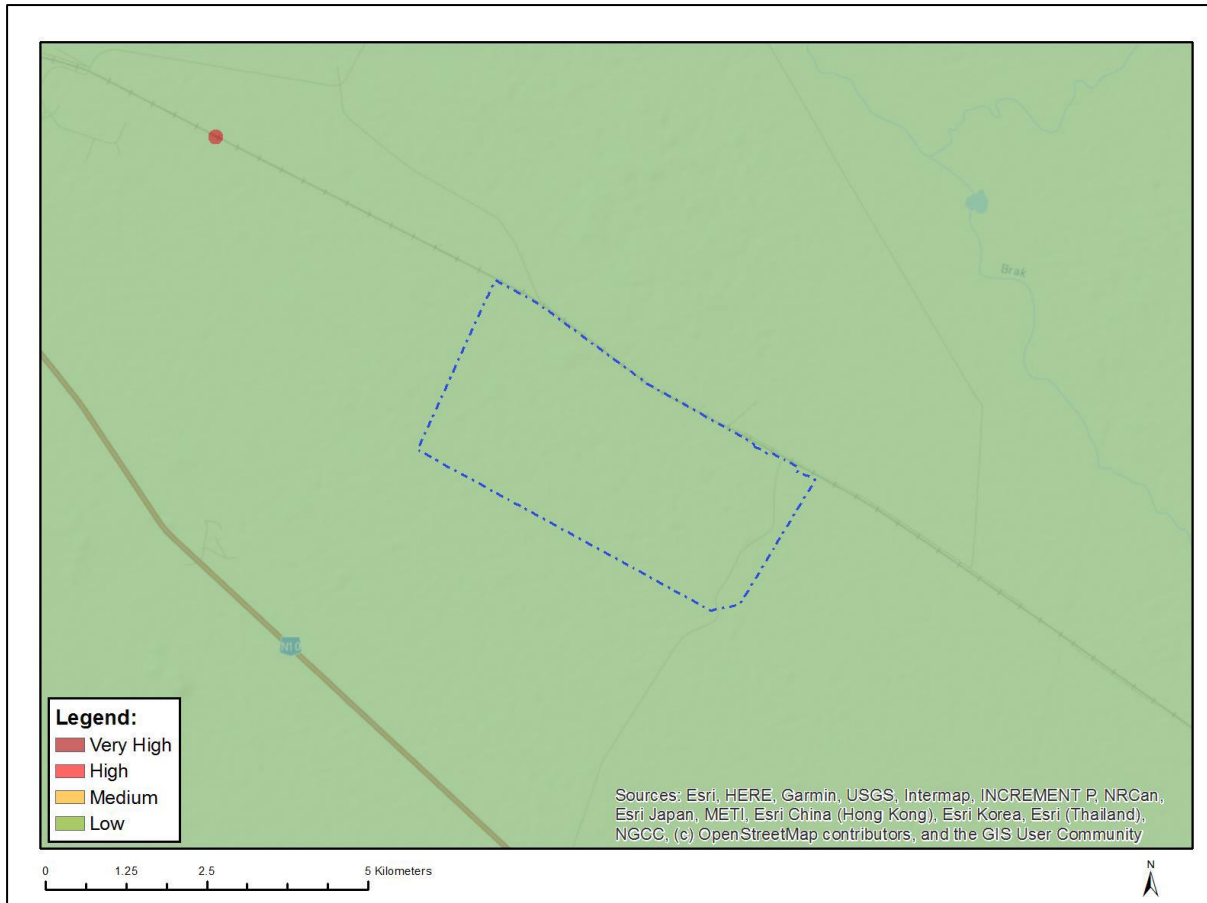 Brak
N10
Legend:
Very High
High
Medium
Low
Sources: Esri, HERE, Garmin, USGS, Intermap, INCREMENT P, NRCan,
Esri Japan, METI, Esri China (Hong Kong), Esri Korea, Esri (Thailand),
NGCC, (c) OpenStreetMap contributors, and the GIS User Community
0 1.25 2.5 5 Kilometers
N